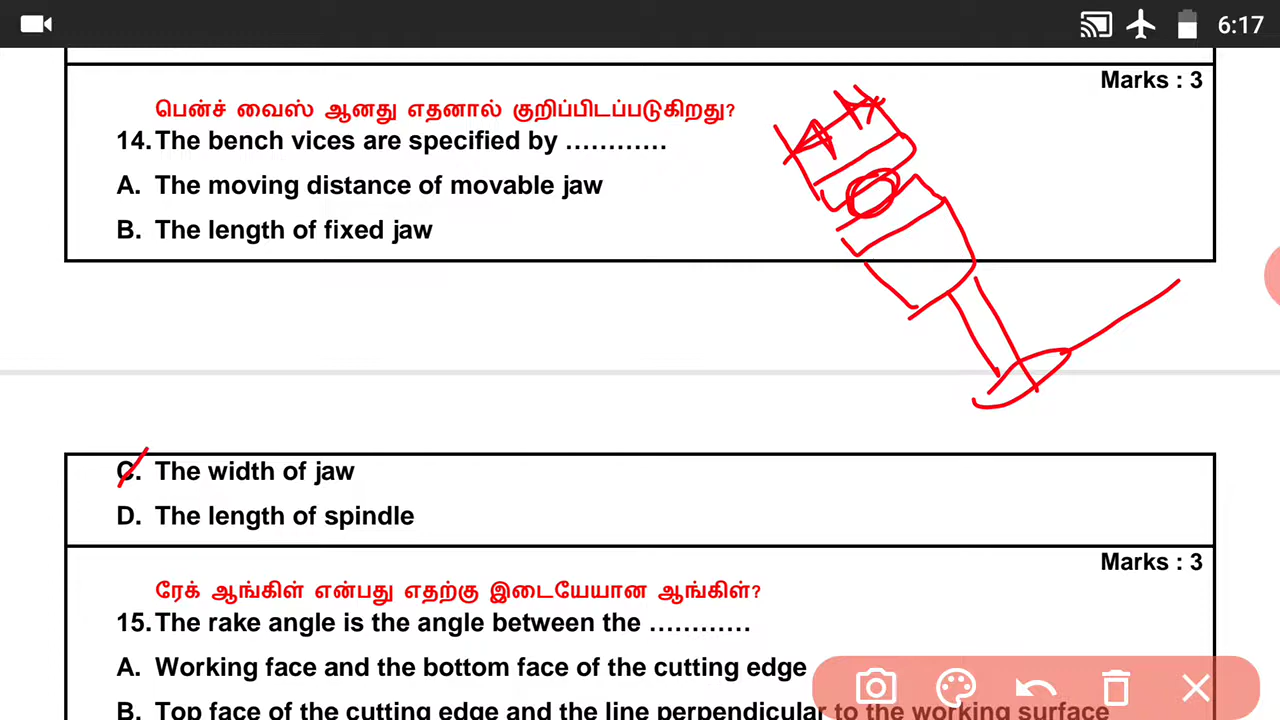 6:17
Marks : 3
பென்ச் வைஸ் ஆனது எதனால் குறிப்பிடப்படுகிறது?
14. The bench vices are specified by …………
A. The moving distance of movable jaw
B. The length of fixed jaw
C. The width of jaw
D. The length of spindle
Marks : 3
ரேக் ஆங்கிள் என்பது எதற்கு இடையேயான ஆங்கிள்?
15. The rake angle is the angle between the …………
A. Working face and the bottom face of the cutting edge
B. Top face of the cutting edge and the line perpendicular to the working surface